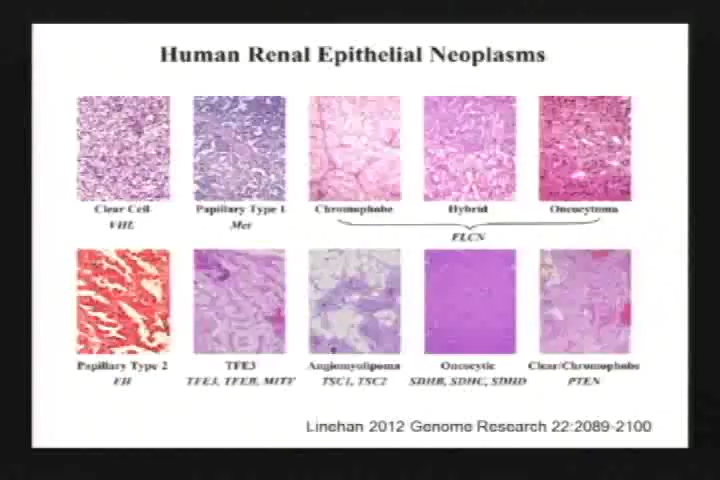 Human Renal Epithelial Neoplasms
Clear Cell
VHL
Papillary Type 1
Met
Chromophobe
Hybrid
Oncocytoma
FLCN
Papillary Type 2
FH
TFE3
TFE3, TFEB, MITF
Angiomyolipoma
TSC1, TSC2
Oncocytic
SDHB, SDHC, SDHD
Clear/Chromophobe
PTEN
Linehan 2012 Genome Research 22:2089-2100